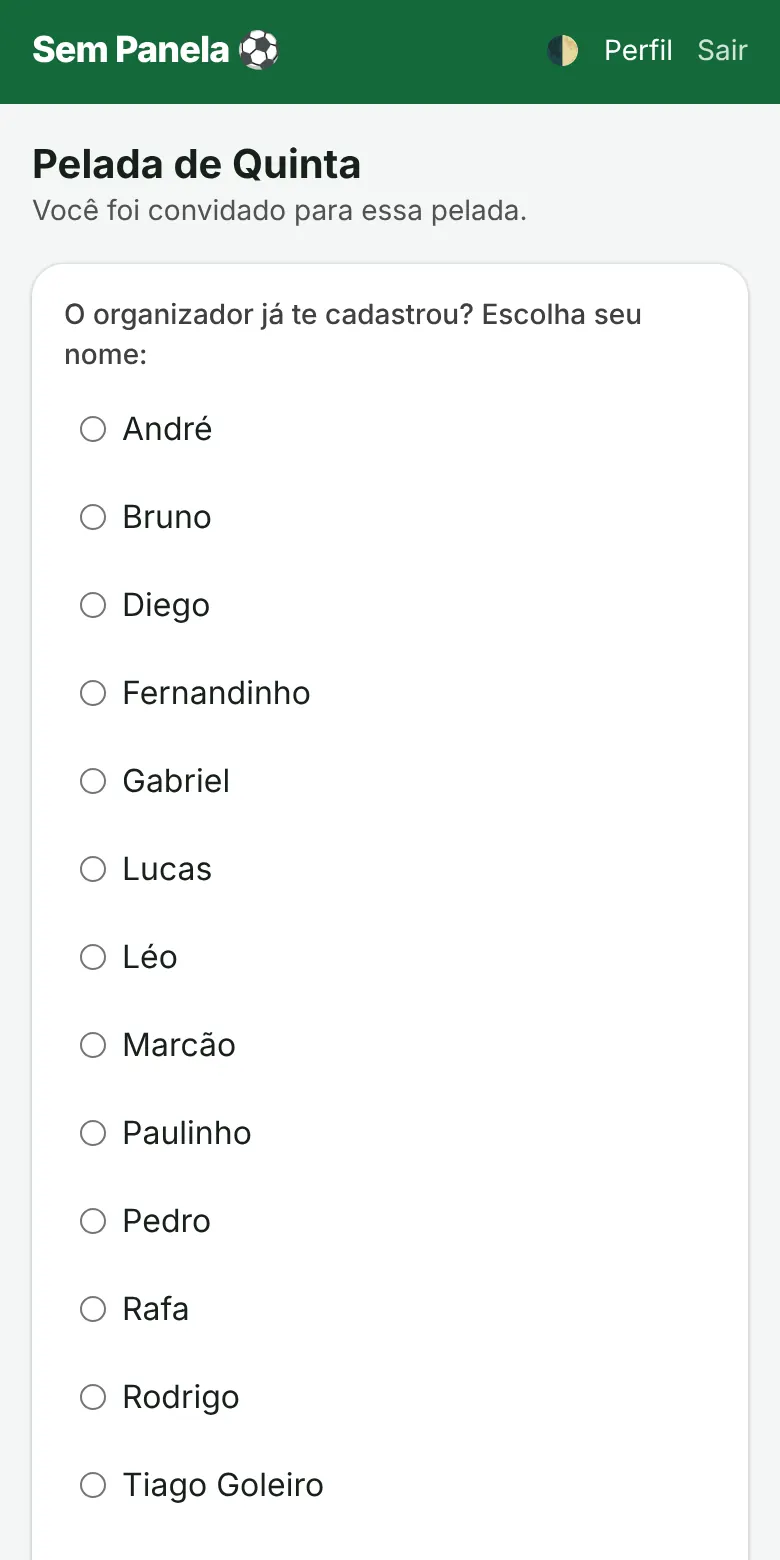 Sem Panela ⚽
Perfil
Sair
Pelada de Quinta
Você foi convidado para essa pelada.
O organizador já te cadastrou? Escolha seu
nome:
André
Bruno
Diego
Fernandinho
Gabriel
Lucas
Léo
Marcão
Paulinho
Pedro
Rafa
Rodrigo
Tiago Goleiro